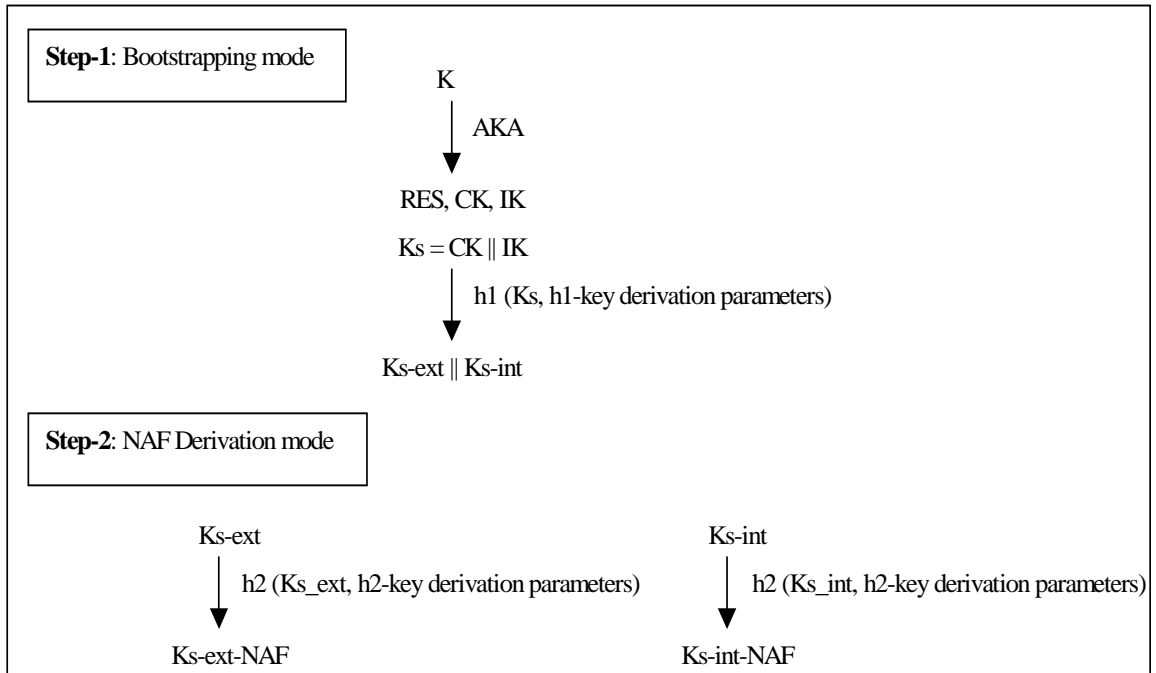 Step-1: Bootstrapping mode
K
AKA
RES, CK, IK
Ks = CK || IK
h1 (Ks, h1-key derivation parameters)
Ks-ext || Ks-int
Step-2: NAF Derivation mode
Ks-ext
h2 (Ks_ext, h2-key derivation parameters)
Ks-ext-NAF
Ks-int
h2 (Ks_int, h2-key derivation parameters)
Ks-int-NAF